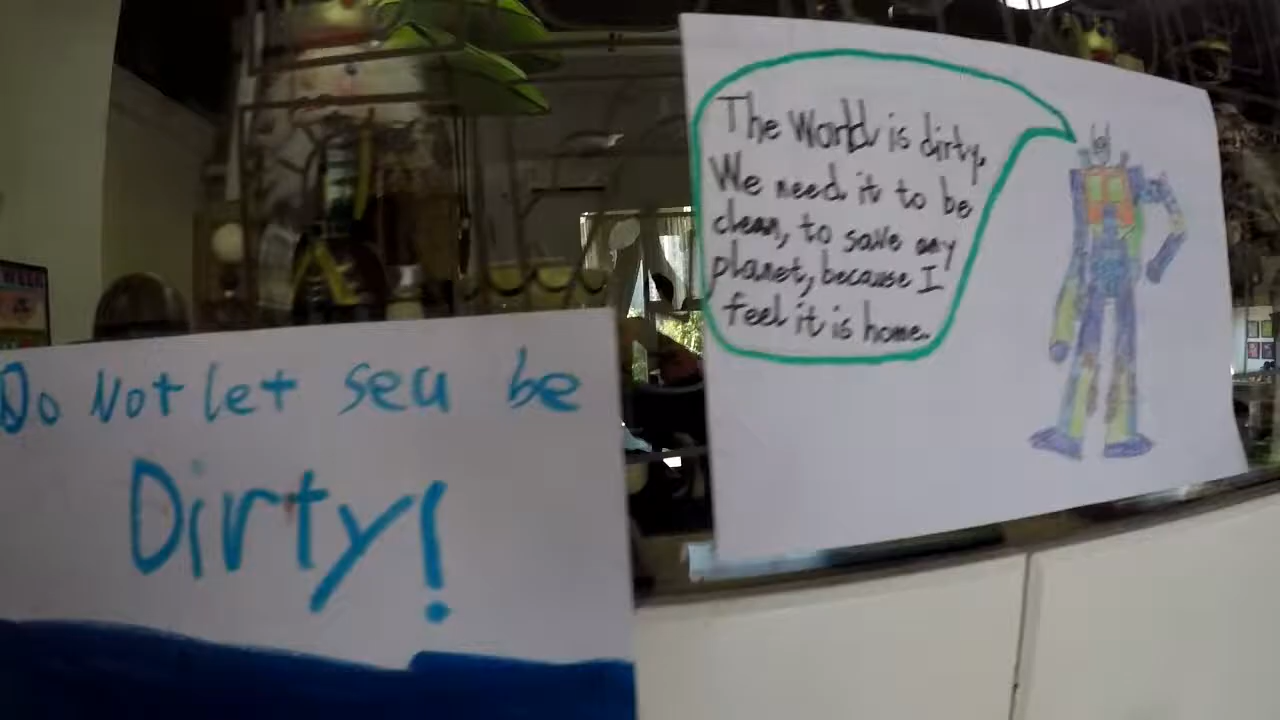 Do Not let sea be
Dirty!
The World is dirty.
We need it to be
clean, to save any
planet, because I
feel it is home.